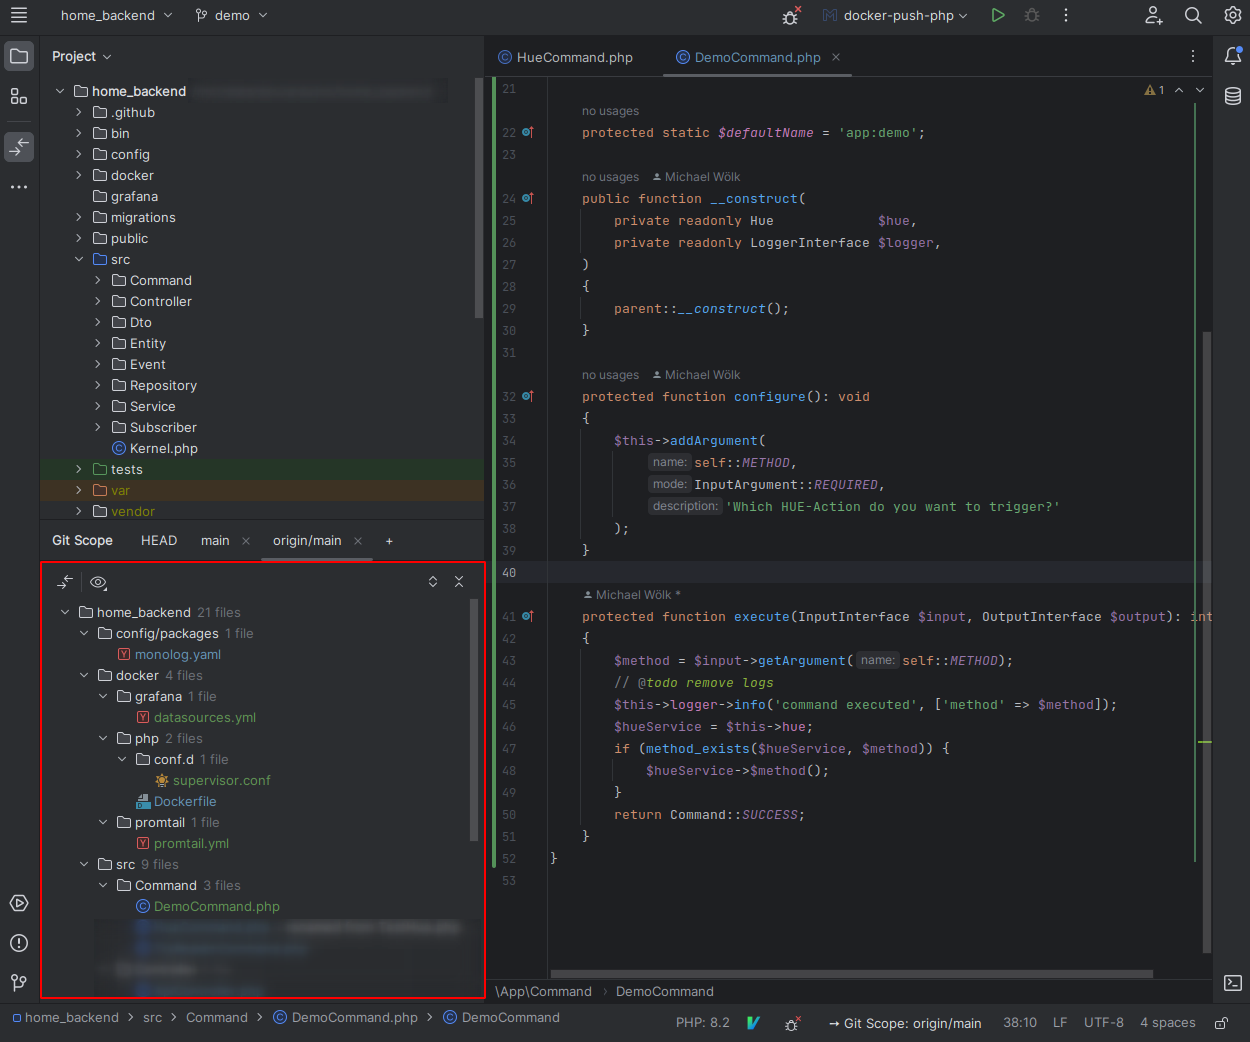 home_backend
demo
docker-push-php
Project
home_backend
.github
bin
config
docker
grafana
migrations
public
src
Command
Controller
Dto
Entity
Event
Repository
Service
Subscriber
Kernel.php
tests
var
vendor
Git Scope HEAD main origin/main +
home_backend 21 files
config/packages 1 file
monolog.yaml
docker 4 files
grafana 1 file
datasources.yml
php 2 files
conf.d 1 file
supervisor.conf
Dockerfile
promtail 1 file
promtail.yml
src 9 files
Command 3 files
DemoCommand.php
HueCommand.php DemoCommand.php
1
21
no usages
22 protected static $defaultName = 'app:demo';
23
no usages Michael Wölk
24 public function __construct(
25 private readonly Hue $hue,
26 private readonly LoggerInterface $logger,
27 )
28 {
29 parent::__construct();
30 }
31
no usages Michael Wölk
32 protected function configure(): void
33 {
34 $this->addArgument(
35 name: self::METHOD,
36 mode: InputArgument::REQUIRED,
37 description: 'Which HUE-Action do you want to trigger?'
38 );
39 }
40
Michael Wölk *
41 protected function execute(InputInterface $input, OutputInterface $output): int
42 {
43 $method = $input->getArgument( name: self::METHOD);
44 // @todo remove logs
45 $this->logger->info('command executed', ['method' => $method]);
46 $hueService = $this->hue;
47 if (method_exists($hueService, $method)) {
48 $hueService->$method();
49 }
50 return Command::SUCCESS;
51 }
52 }
53
\App\Command › DemoCommand
home_backend > src > Command > DemoCommand.php > DemoCommand
PHP: 8.2
→ Git Scope: origin/main 38:10 LF UTF-8 4 spaces